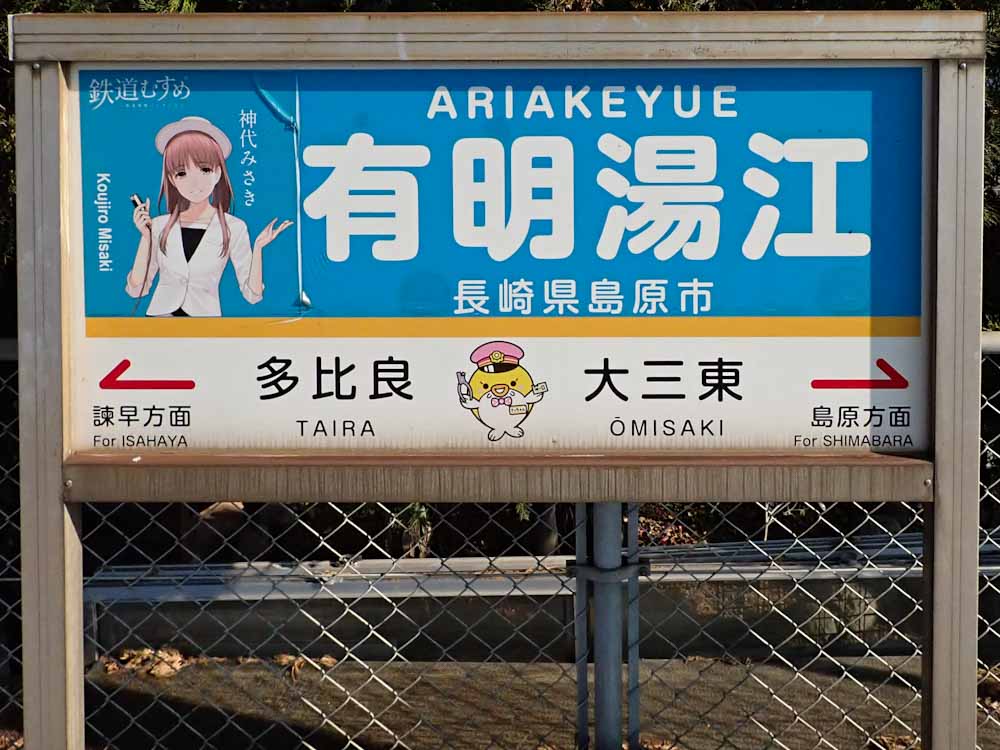 鉄道むすめ
神代みさき
Koujiro Misaki
ARIAKEYUE
有明湯江
長崎県島原市
多比良
TAIRA
大三東
ŌMISAKI
諫早方面
For ISAHAYA
島原方面
For SHIMABARA